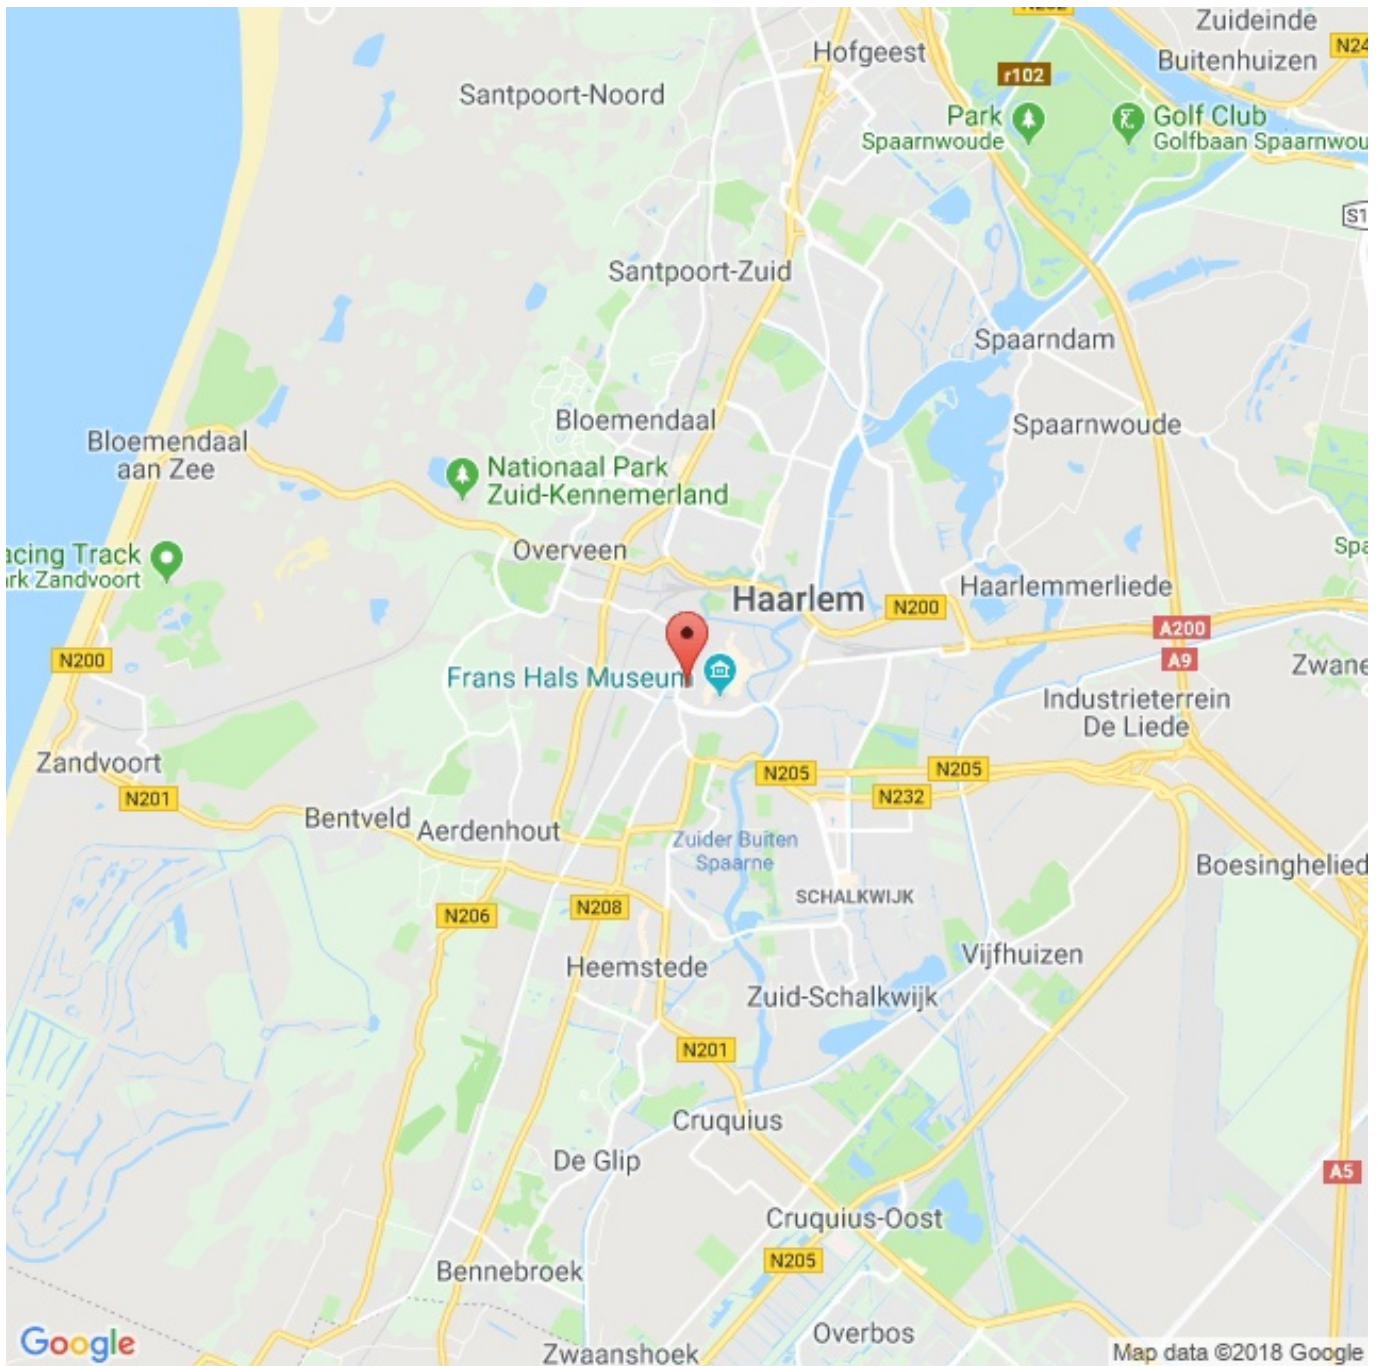 Zuideinde
N24
Hofgeest
Buitenhuizen
r102
Santpoort-Noord
Park
Spaarnwoude
Golf Club
Golfbaan Spaarnwou
S1
Santpoort-Zuid
Spaarndam
Bloemendaal
Spaarnwoude
Bloemendaal
aan Zee
Nationaal Park
Zuid-Kennemerland
Overveen
acing Track
ark Zandvoort
Spa
Haarlemmerliede
Haarlem
N200
A200
N200
A9
Zwane
Frans Hals Museum
Industrieterrein
De Liede
Zandvoort
N205
N205
N201
N232
Bentveld
Aerdenhout
Zuider Buiten
Spaarne
Boesinghelied
SCHALKWIJK
N206
N208
Heemstede
Vijfhuizen
Zuid-Schalkwijk
N201
Cruquius
De Glip
A5
Cruquius-Oost
N205
Bennebroek
Overbos
Google
Zwaanshoek
Map data ©2018 Google